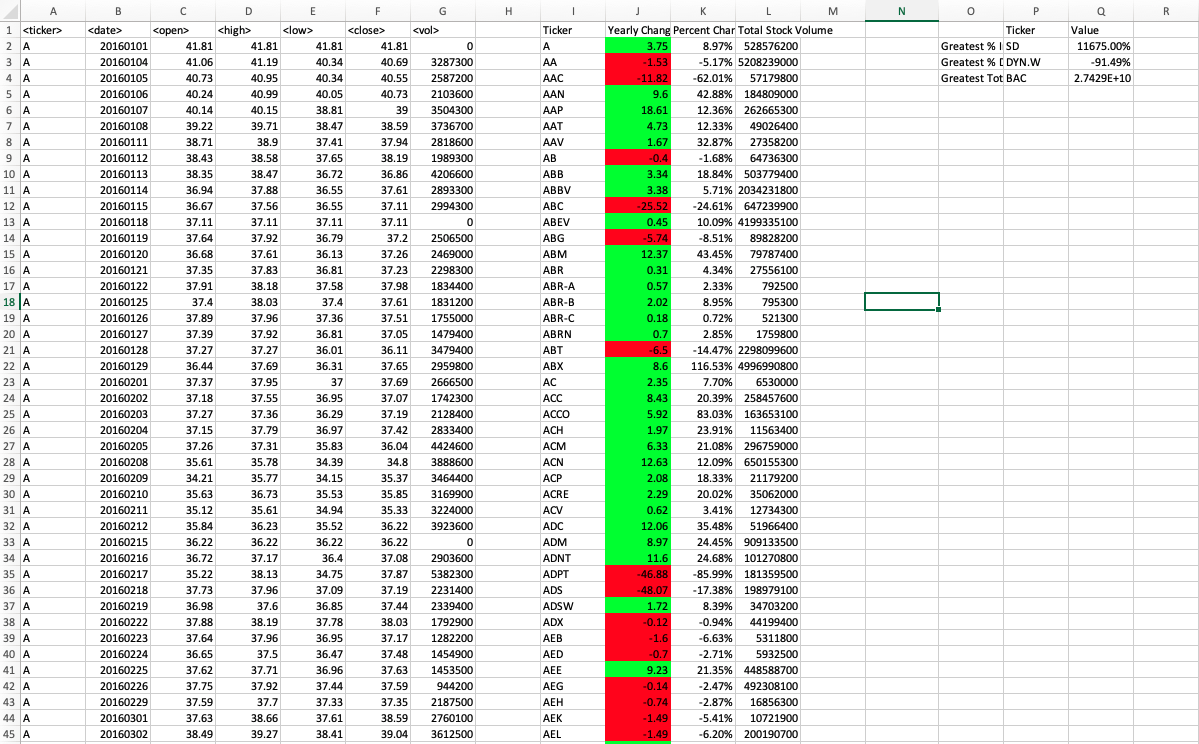 A B C D E F G H I J K L M N O P Q R
1 <ticker> <date> <open> <high> <low> <close> <vol> Ticker Yearly Chang Percent Char Total Stock Volume Ticker Value
2 A 20160101 41.81 41.81 41.81 41.81 0 A 3.75 8.97% 528576200 Greatest % I SD 11675.00%
3 A 20160104 41.06 41.19 40.34 40.69 3287300 AA -1.53 -5.17% 5208239000 Greatest % D DYN.W -91.49%
4 A 20160105 40.73 40.95 40.34 40.55 2587200 AAC -11.82 -62.01% 57179800 Greatest Tot BAC 2.7429E+10
5 A 20160106 40.24 40.99 40.05 40.73 2103600 AAN 9.6 42.88% 184809000
6 A 20160107 40.14 40.15 38.81 39 3504300 AAP 18.61 12.36% 262665300
7 A 20160108 39.22 39.71 38.47 38.59 3736700 AAT 4.73 12.33% 49026400
8 A 20160111 38.71 38.9 37.41 37.94 2818600 AAV 1.67 32.87% 27358200
9 A 20160112 38.43 38.58 37.65 38.19 1989300 AB -0.4 -1.68% 64736300
10 A 20160113 38.35 38.47 36.72 36.86 4206600 ABB 3.34 18.84% 503779400
11 A 20160114 36.94 37.88 36.55 37.61 2893300 ABBV 3.38 5.71% 2034231800
12 A 20160115 36.67 37.56 36.55 37.11 2994300 ABC -25.52 -24.61% 647239900
13 A 20160118 37.11 37.11 37.11 37.11 0 ABEV 0.45 10.09% 4199335100
14 A 20160119 37.64 37.92 36.79 37.2 2506500 ABG -5.74 -8.51% 89828200
15 A 20160120 36.68 37.61 36.13 37.26 2469000 ABM 12.37 43.45% 79787400
16 A 20160121 37.35 37.83 36.81 37.23 2298300 ABR 0.31 4.34% 27556100
17 A 20160122 37.91 38.18 37.58 37.98 1834400 ABR-A 0.57 2.33% 792500
18 A 20160125 37.4 38.03 37.4 37.61 1831200 ABR-B 2.02 8.95% 795300
19 A 20160126 37.89 37.96 37.36 37.51 1755000 ABR-C 0.18 0.72% 521300
20 A 20160127 37.39 37.92 36.81 37.05 1479400 ABRN 0.7 2.85% 1759800
21 A 20160128 37.27 37.27 36.01 36.11 3479400 ABT -6.5 -14.47% 2298099600
22 A 20160129 36.44 37.69 36.31 37.65 2959800 ABX 8.6 116.53% 4996990800
23 A 20160201 37.37 37.95 37 37.69 2666500 AC 2.35 7.70% 6530000
24 A 20160202 37.18 37.55 36.95 37.07 1742300 ACC 8.43 20.39% 258457600
25 A 20160203 37.27 37.36 36.29 37.19 2128400 ACCO 5.92 83.03% 163653100
26 A 20160204 37.15 37.79 36.97 37.42 2833400 ACH 1.97 23.91% 11563400
27 A 20160205 37.26 37.31 35.83 36.04 4424600 ACM 6.33 21.08% 296759000
28 A 20160208 35.61 35.78 34.39 34.8 3888600 ACN 12.63 12.09% 650155300
29 A 20160209 34.21 35.77 34.15 35.37 3464400 ACP 2.08 18.33% 21179200
30 A 20160210 35.63 36.73 35.53 35.85 3169900 ACRE 2.29 20.02% 35062000
31 A 20160211 35.12 35.61 34.94 35.33 3224000 ACV 0.62 3.41% 12734300
32 A 20160212 35.84 36.23 35.52 36.22 3923600 ADC 12.06 35.48% 51966400
33 A 20160215 36.22 36.22 36.22 36.22 0 ADM 8.97 24.45% 909133500
34 A 20160216 36.72 37.17 36.4 37.08 2903600 ADNT 11.6 24.68% 101270800
35 A 20160217 35.22 38.13 34.75 37.87 5382300 ADPT -46.88 -85.99% 181359500
36 A 20160218 37.73 37.96 37.09 37.19 2231400 ADS -48.07 -17.38% 198979100
37 A 20160219 36.98 37.6 36.85 37.44 2339400 ADSW 1.72 8.39% 34703200
38 A 20160222 37.88 38.19 37.78 38.03 1792900 ADX -0.12 -0.94% 44199400
39 A 20160223 37.64 37.96 36.95 37.17 1282200 AEB -1.6 -6.63% 5311800
40 A 20160224 36.65 37.5 36.47 37.48 1454900 AED -0.7 -2.71% 5932500
41 A 20160225 37.62 37.71 36.96 37.63 1453500 AEE 9.23 21.35% 448588700
42 A 20160226 37.75 37.92 37.44 37.59 944200 AEG -0.14 -2.47% 492308100
43 A 20160229 37.59 37.7 37.33 37.35 2187500 AEH -0.74 -2.87% 16856300
44 A 20160301 37.63 38.66 37.61 38.59 2760100 AEK -1.49 -5.41% 10721900
45 A 20160302 38.49 39.27 38.41 39.04 3612500 AEL -1.49 -6.20% 200190700